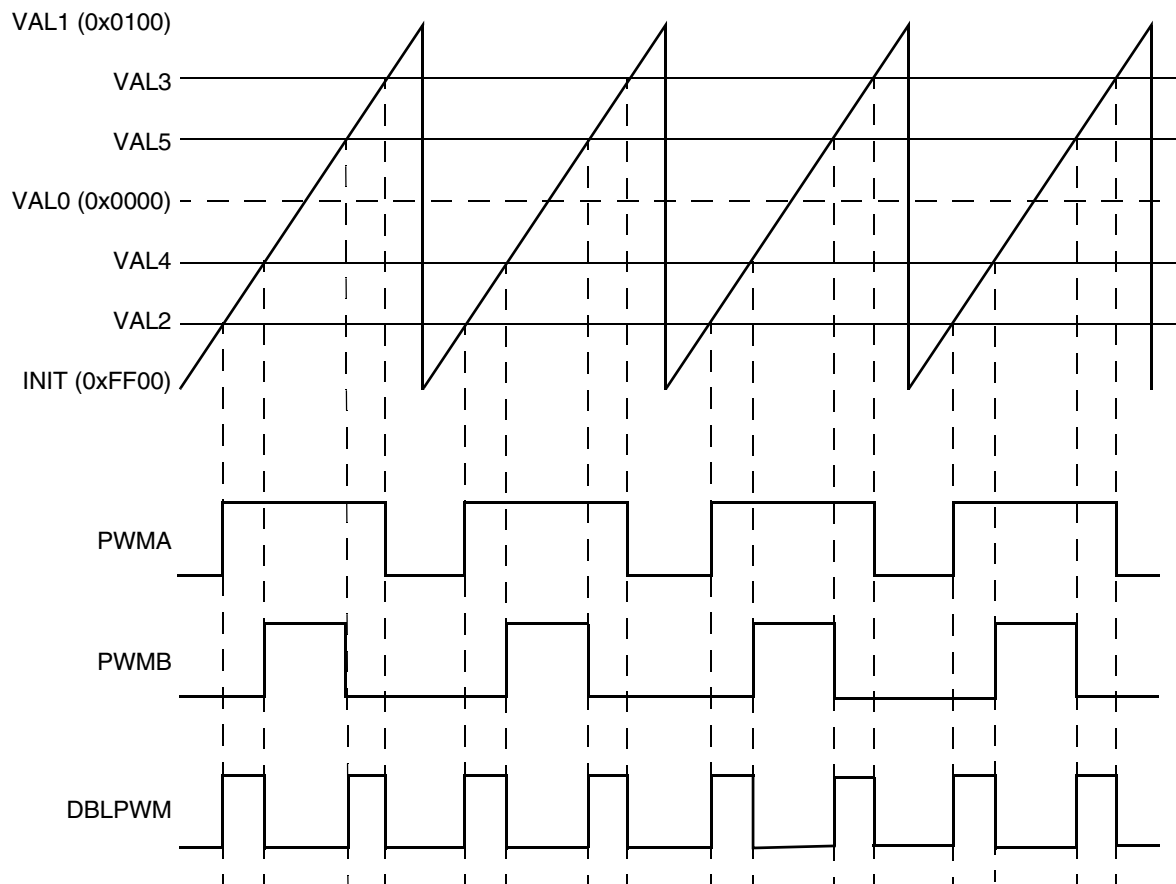 VAL1 (0x0100)
VAL3
VAL5
VAL0 (0x0000)
VAL4
VAL2
INIT (0xFF00)
PWMA
PWMB
DBLPWM